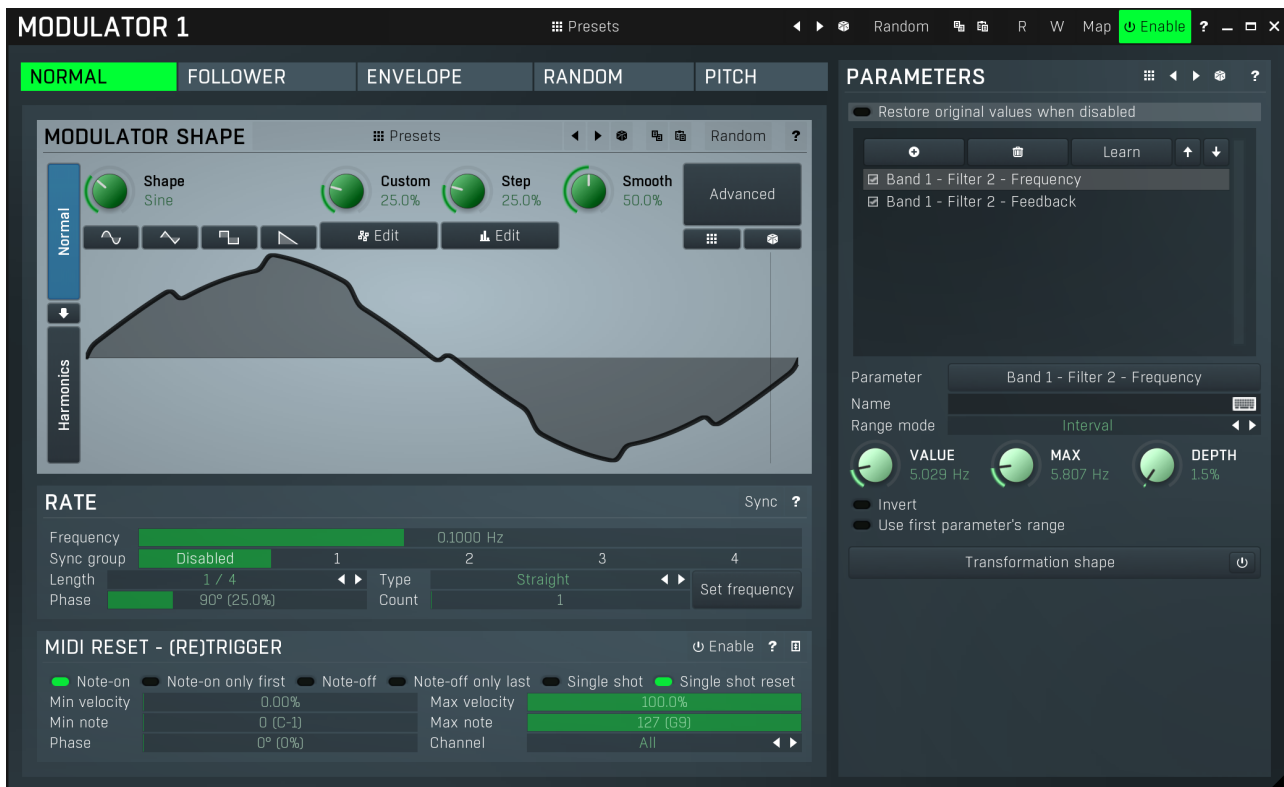 MODULATOR 1 Presets Random R W Map Enable ?
NORMAL FOLLOWER ENVELOPE RANDOM PITCH
MODULATOR SHAPE Presets Random ?
Normal
Harmonics
Shape Custom Step Smooth
Sine 25.0% 25.0% 50.0%
Advanced
Edit Edit
RATE Sync ?
Frequency 0.1000 Hz
Sync group Disabled 1 2 3 4
Length 1 / 4 Type Straight
Phase 90° (25.0%) Count 1
Set frequency
MIDI RESET - (RE)TRIGGER Enable ?
Note-on Note-on only first Note-off Note-off only last Single shot Single shot reset
Min velocity 0.00% Max velocity 100.0%
Min note 0 (C-1) Max note 127 (G9)
Phase 0° (0%) Channel All
PARAMETERS ?
Restore original values when disabled
Learn
Band 1 - Filter 2 - Frequency
Band 1 - Filter 2 - Feedback
Parameter Band 1 - Filter 2 - Frequency
Name
Range mode Interval
VALUE MAX DEPTH
5.029 Hz 5.807 Hz 1.5%
Invert
Use first parameter's range
Transformation shape